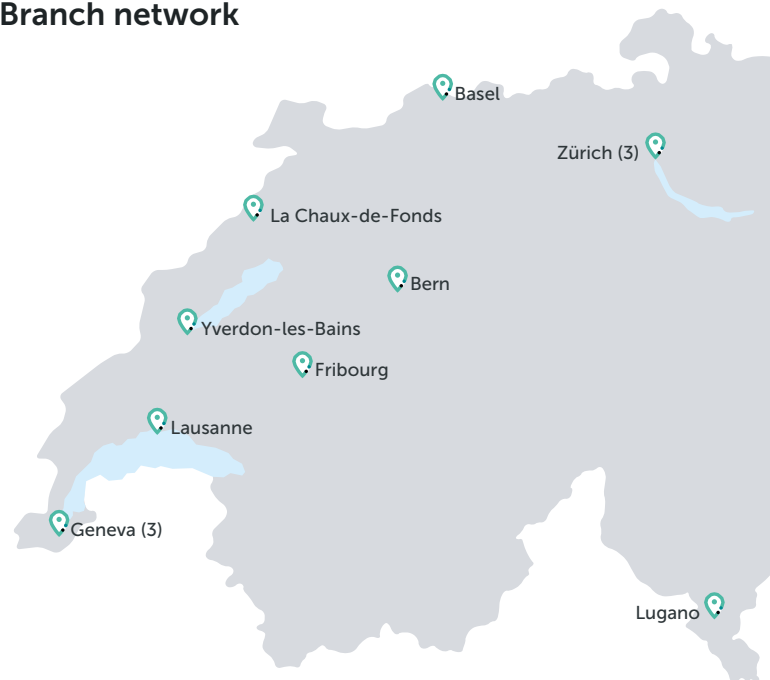 Branch network
Basel
Zürich (3)
La Chaux-de-Fonds
Bern
Yverdon-les-Bains
Fribourg
Lausanne
Geneva (3)
Lugano